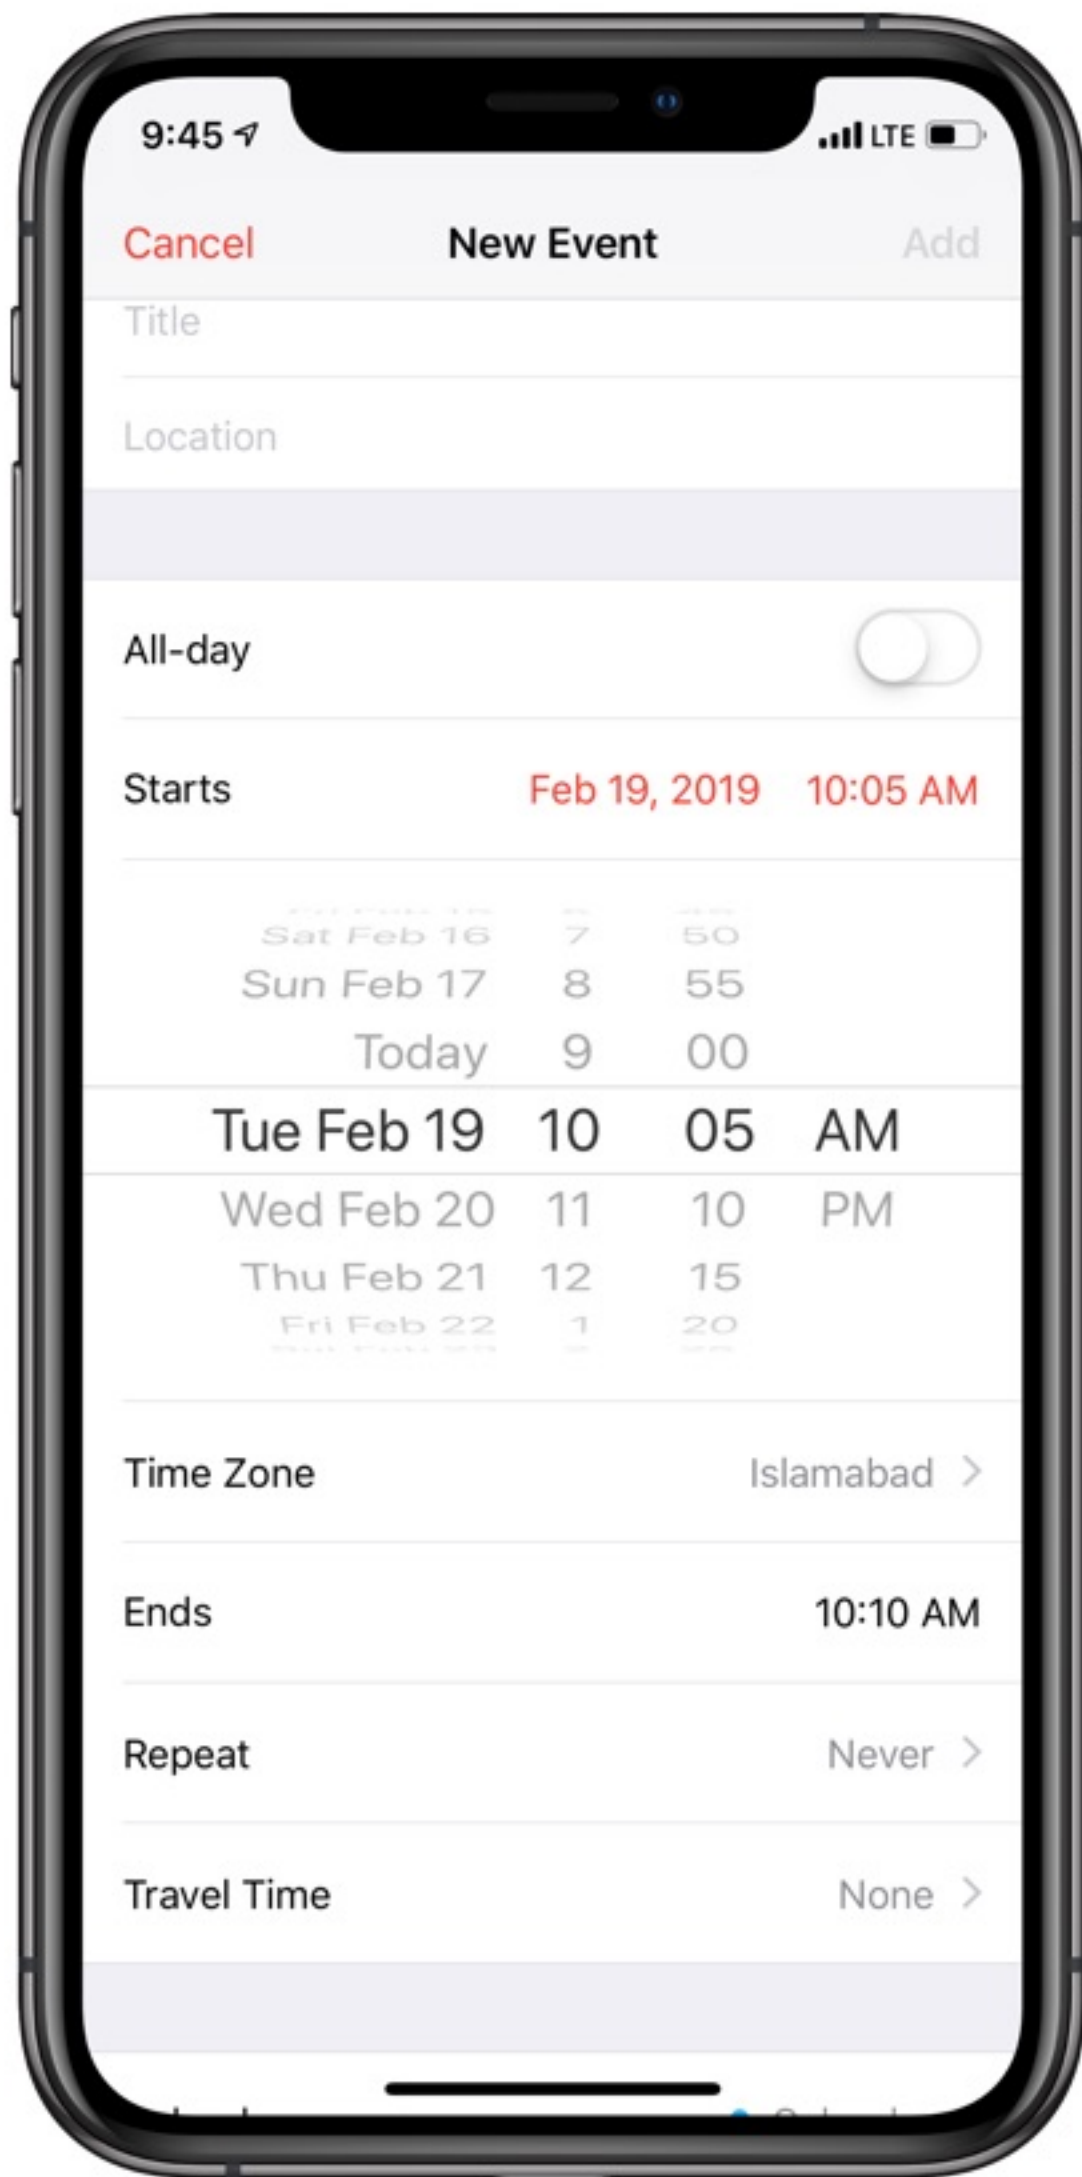 9:45 LTE
Cancel New Event Add
Title
Location
All-day
Starts Feb 19, 2019 10:05 AM
Sat Feb 16 7 50
Sun Feb 17 8 55
Today 9 00
Tue Feb 19 10 05 AM
Wed Feb 20 11 10 PM
Thu Feb 21 12 15
Fri Feb 22 1 20
Time Zone Islamabad
Ends 10:10 AM
Repeat Never
Travel Time None